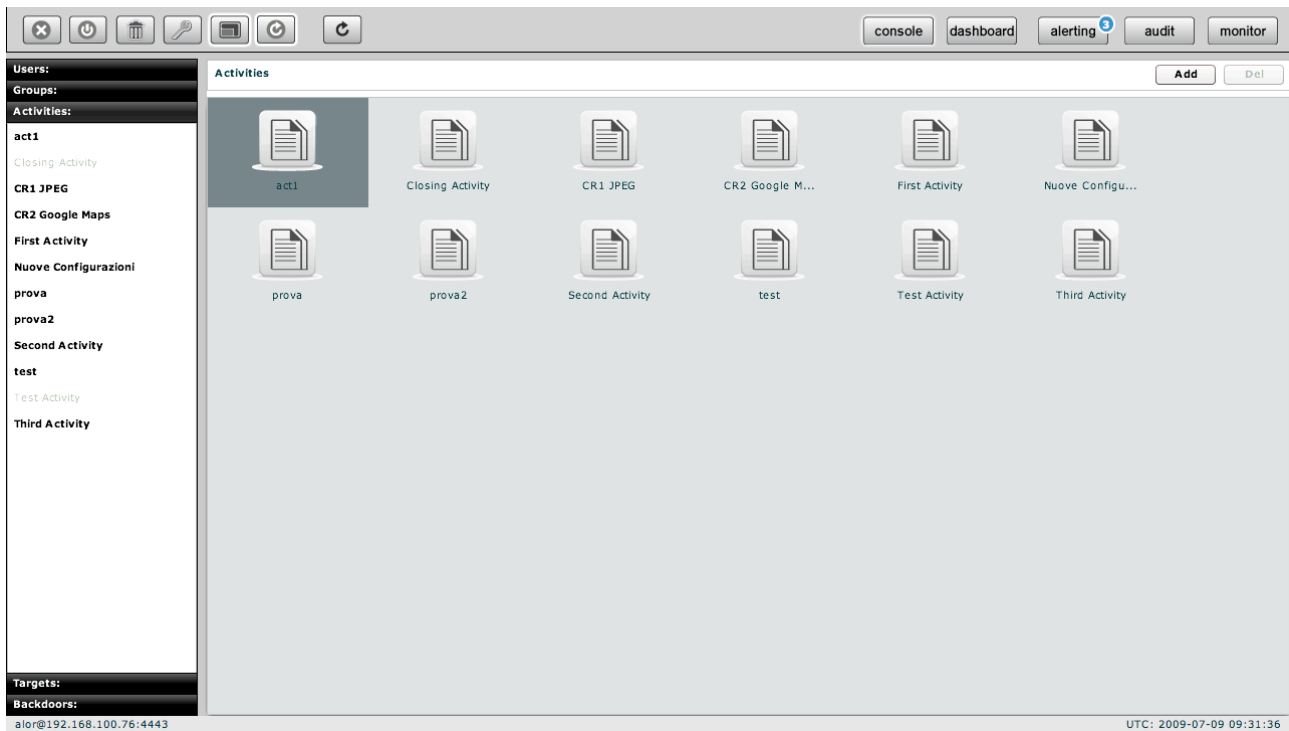 console dashboard alerting 3 audit monitor
Users:
Groups:
Activities:
act1
Closing Activity
CR1 JPEG
CR2 Google Maps
First Activity
Nuove Configurazioni
prova
prova2
Second Activity
test
Test Activity
Third Activity
Targets:
Backdoors:
Activities Add Del
act1 Closing Activity CR1 JPEG CR2 Google M... First Activity Nuove Configu...
prova prova2 Second Activity test Test Activity Third Activity
alor@192.168.100.76:4443 UTC: 2009-07-09 09:31:36